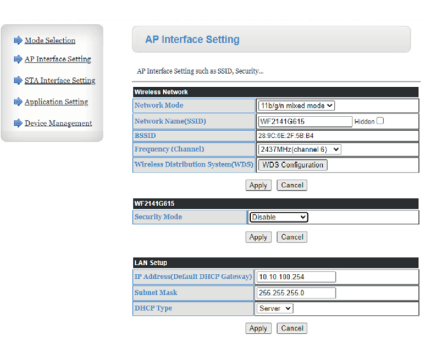 Mode Selection
AP Interface Setting
STA Interface Setting
Application Setting
Device Management
AP Interface Setting
AP Interface Setting such as SSID, Security...
Wireless Network
Network Mode 11b/g/n mixed mode
Network Name(SSID) WF2141G615 Hidden
BSSID 28:9C:6E:2F:5B:B4
Frequency (Channel) 2437MHz(channel 6)
Wireless Distribution System(WDS) WDS Configuration
Apply Cancel
WF2141G615
Security Mode Disable
Apply Cancel
LAN Setup
IP Address(Default DHCP Gateway) 10.10.100.254
Subnet Mask 255.255.255.0
DHCP Type Server
Apply Cancel